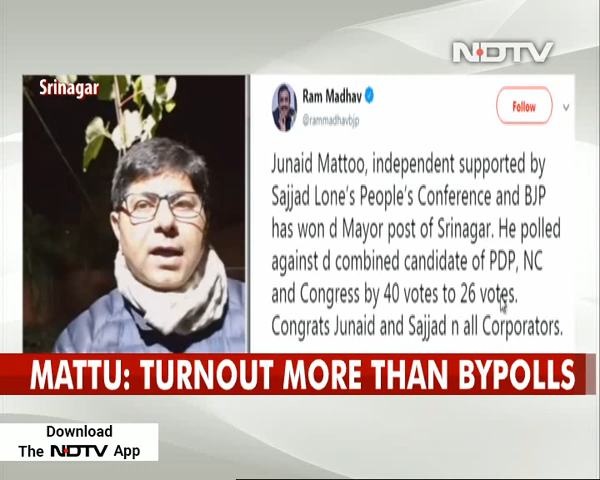 NDTV
Srinagar
Ram Madhav
@rammadhavbjp
Follow
Junaid Mattoo, independent supported by
Sajjad Lone's People's Conference and BJP
has won d Mayor post of Srinagar. He polled
against d combined candidate of PDP, NC
and Congress by 40 votes to 26 votes.
Congrats Junaid and Sajjad n all Corporators.
MATTU: TURNOUT MORE THAN BYPOLLS
Download
The NDTV App